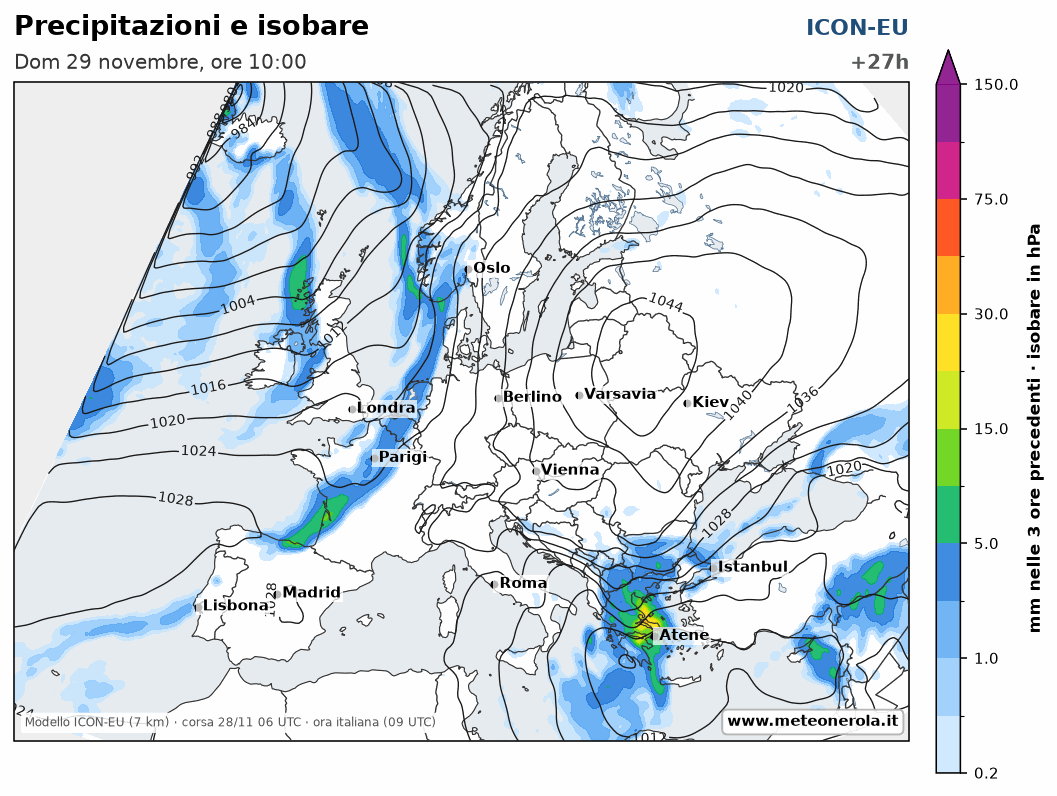 Precipitazioni e isobare
ICON-EU
Dom 29 novembre, ore 10:00
+27h
1020
984
992
1004
1016
1020
1024
1028
1044
1040
1036
1020
1028
1028
1012
Oslo
Berlino
Varsavia
Kiev
Londra
Parigi
Vienna
Istanbul
Roma
Madrid
Lisbona
Atene
Modello ICON-EU (7 km) · corsa 28/11 06 UTC · ora italiana (09 UTC)
www.meteonerola.it
150.0
75.0
30.0
15.0
5.0
1.0
0.2
mm nelle 3 ore precedenti · isobare in hPa